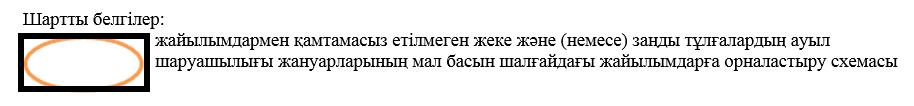 Шартты белгілер:
жайылымдармен қамтамасыз етілмеген жеке және (немесе) заңды тұлғалардың ауыл
шаруашылығы жануарларының мал басын шалғайдағы жайылымдарға орналастыру схемасы